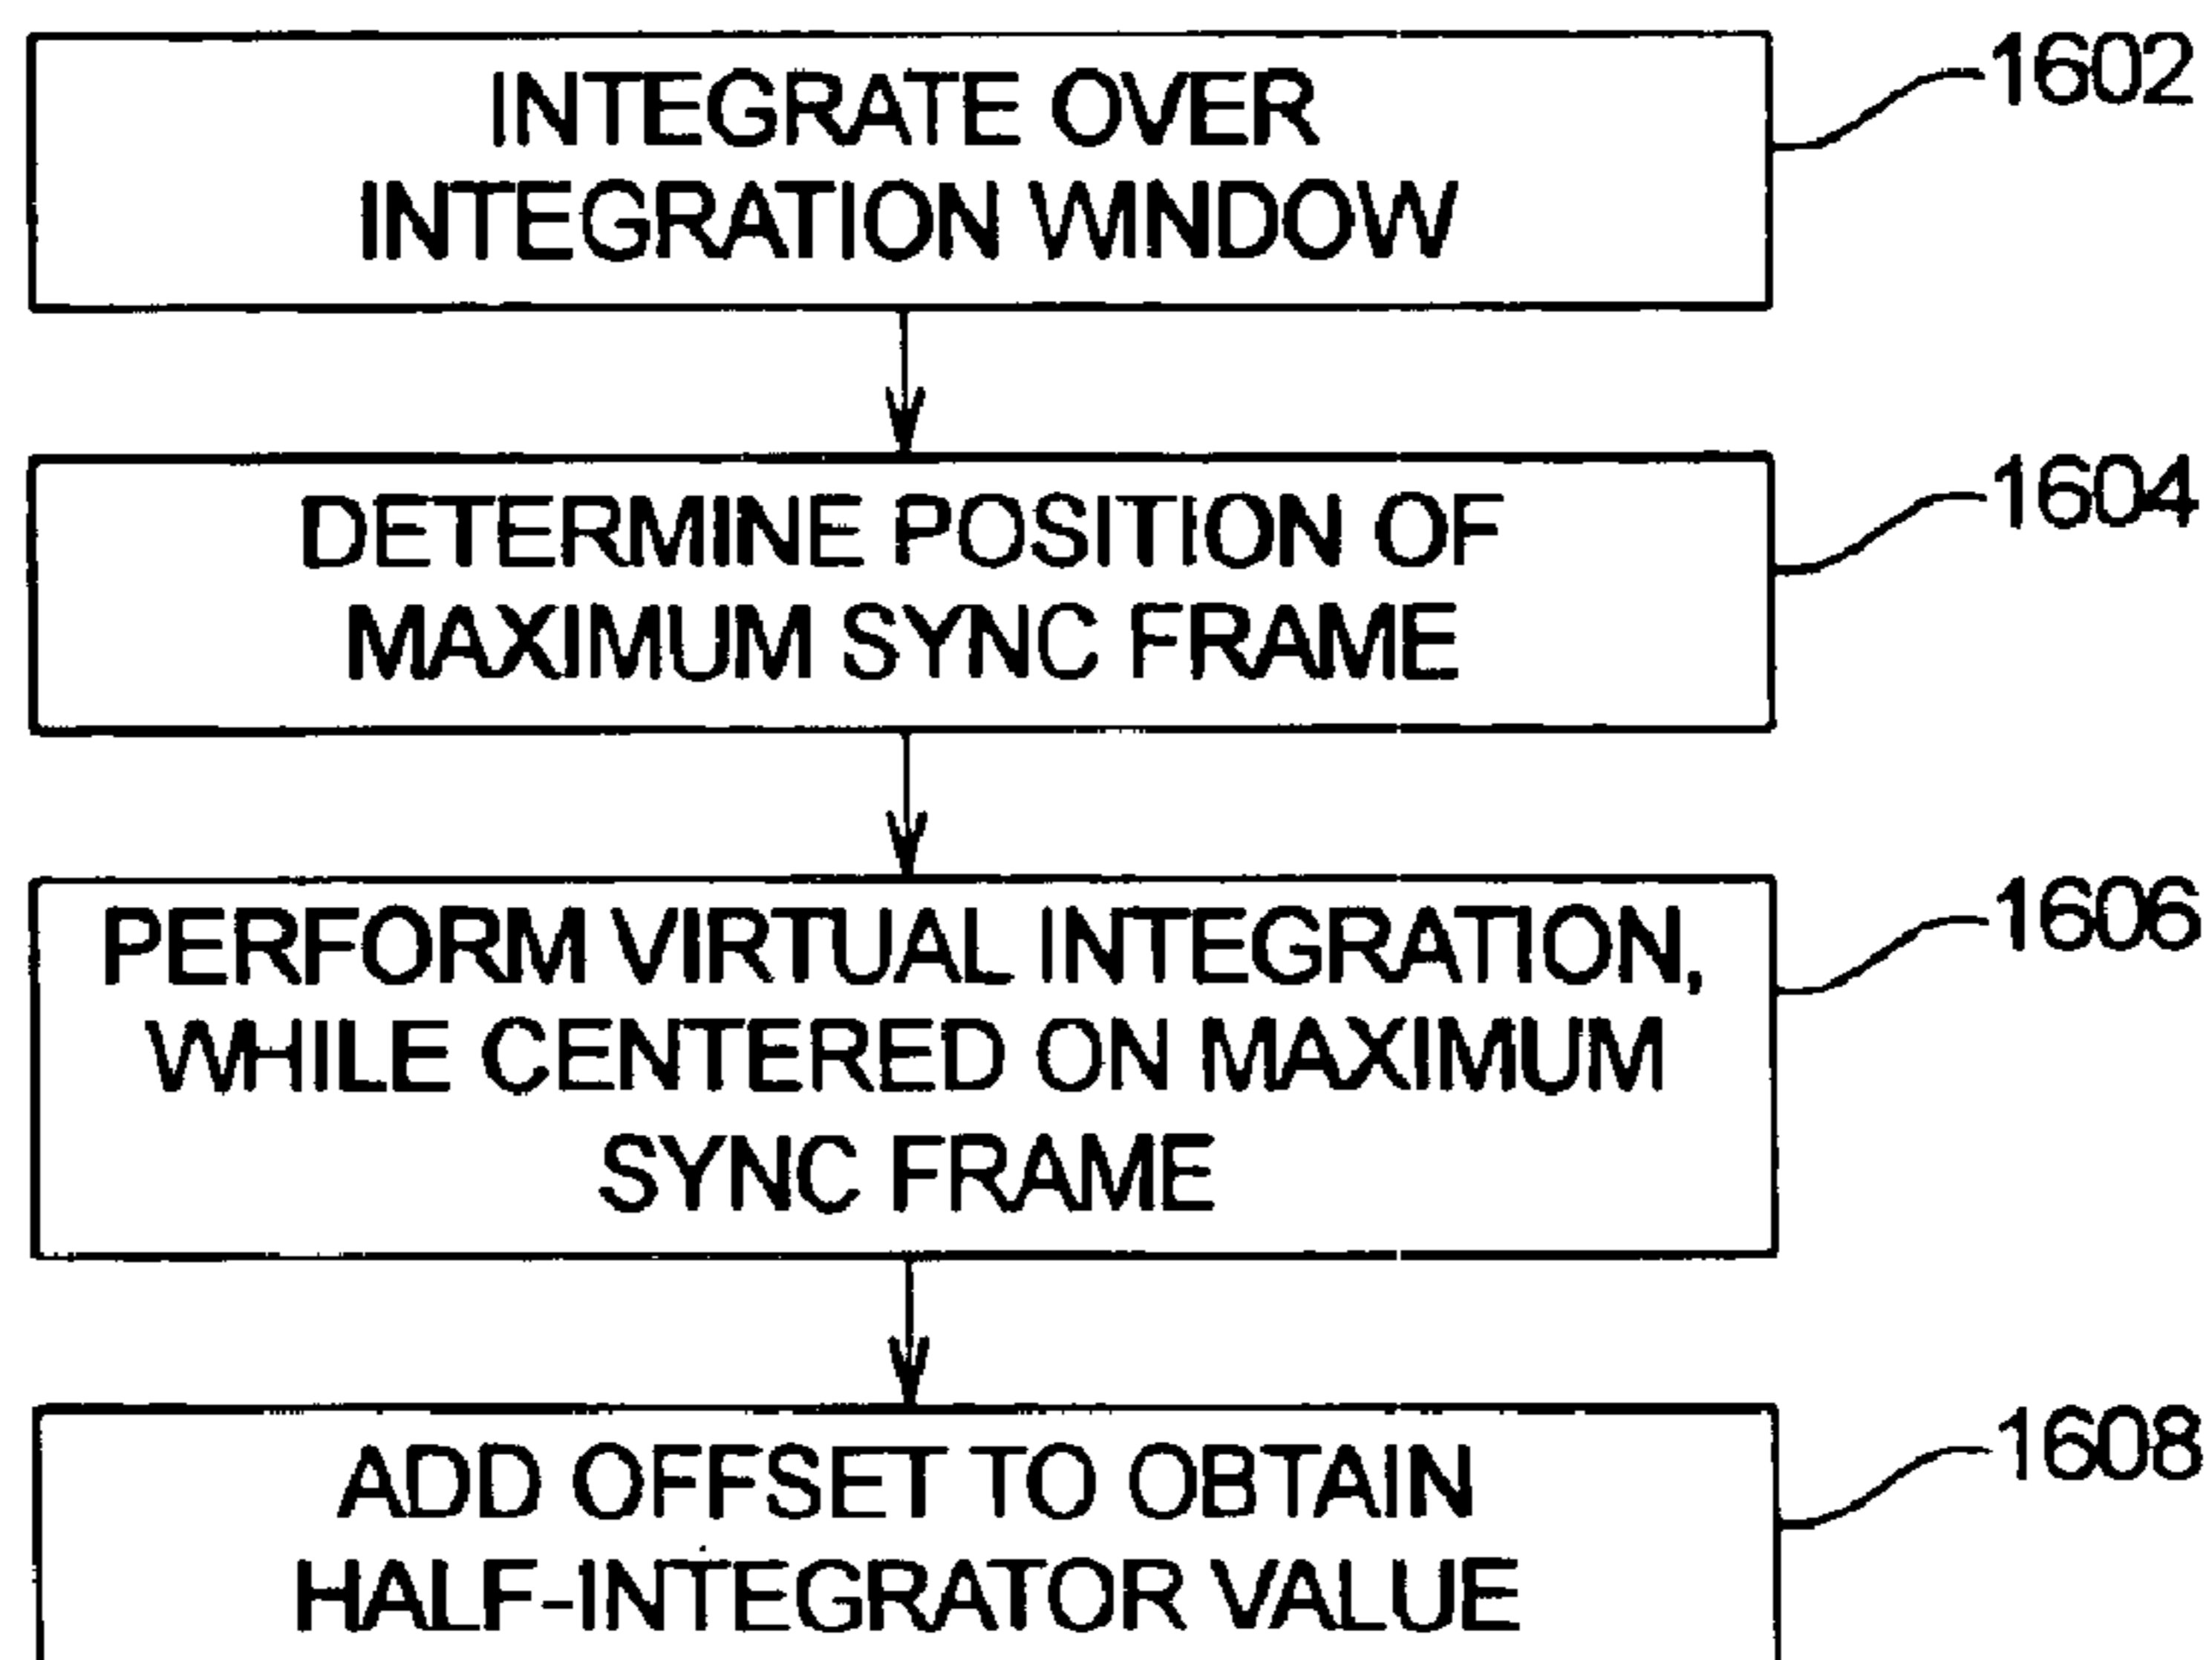 INTEGRATE OVER
INTEGRATION WINDOW
1602
DETERMINE POSITION OF
MAXIMUM SYNC FRAME
1604
PERFORM VIRTUAL INTEGRATION,
WHILE CENTERED ON MAXIMUM
SYNC FRAME
1606
ADD OFFSET TO OBTAIN
HALF-INTEGRATOR VALUE
1608